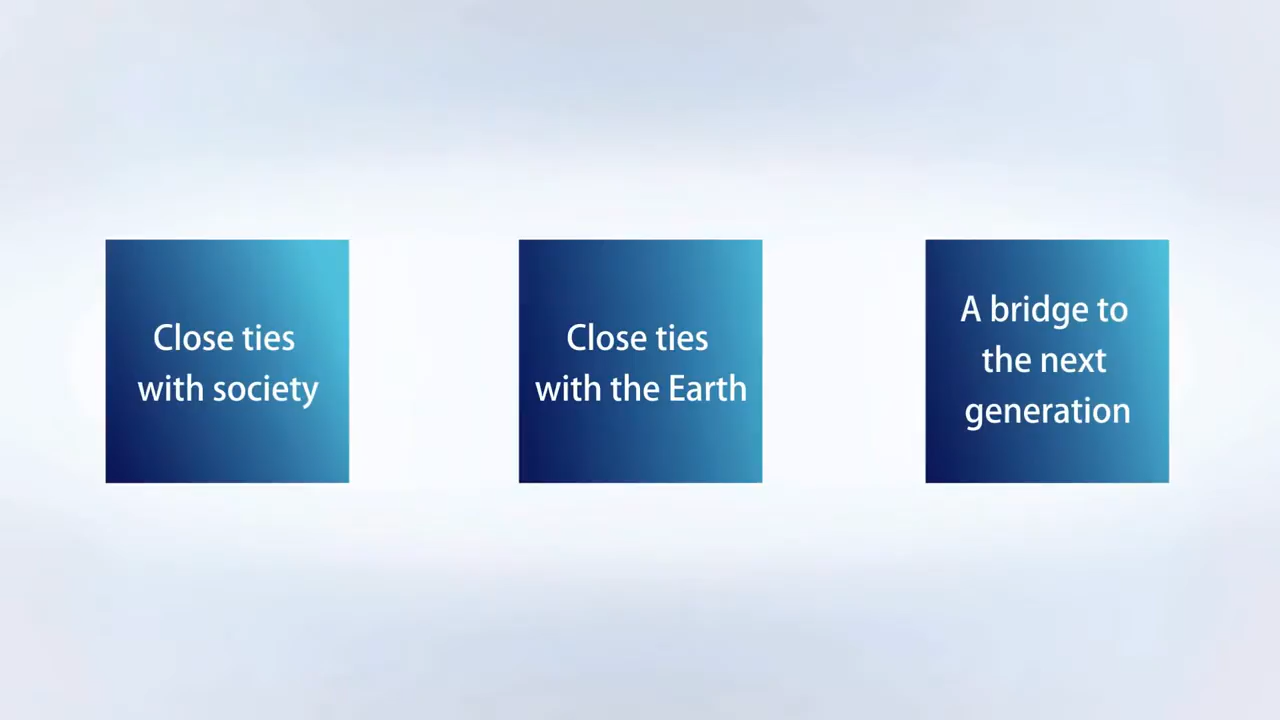 Close ties
with society
Close ties
with the Earth
A bridge to
the next
generation